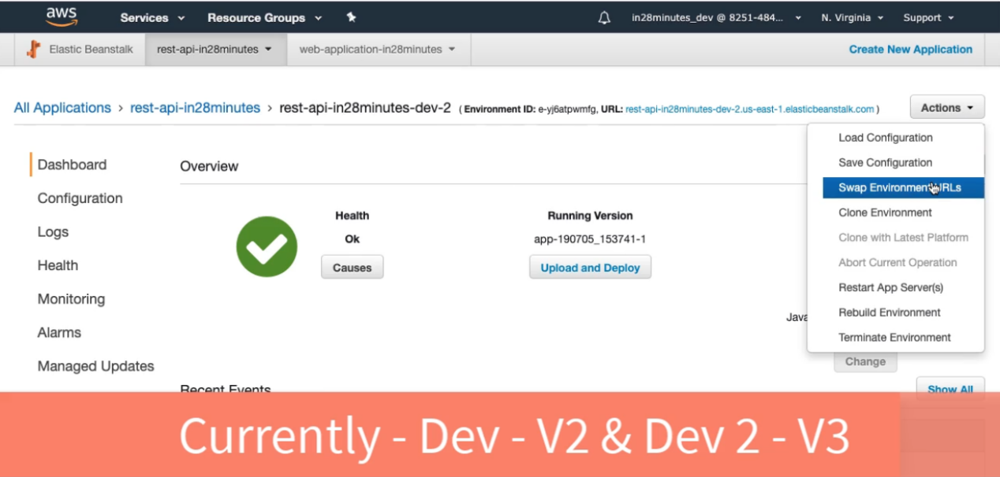 aws Services Resource Groups in28minutes_dev @ 8251-484... N. Virginia Support
Elastic Beanstalk rest-api-in28minutes web-application-in28minutes Create New Application
All Applications › rest-api-in28minutes › rest-api-in28minutes-dev-2 ( Environment ID: e-yj6atpwmfg, URL: rest-api-in28minutes-dev-2.us-east-1.elasticbeanstalk.com ) Actions
Load Configuration
Save Configuration
Swap Environment URLs
Clone Environment
Clone with Latest Platform
Abort Current Operation
Restart App Server(s)
Rebuild Environment
Terminate Environment
Dashboard
Configuration
Logs
Health
Monitoring
Alarms
Managed Updates
Overview
Health
Ok
Causes
Running Version
app-190705_153741-1
Upload and Deploy
Java
Change
Recent Events
Show All
Currently - Dev - V2 & Dev 2 - V3